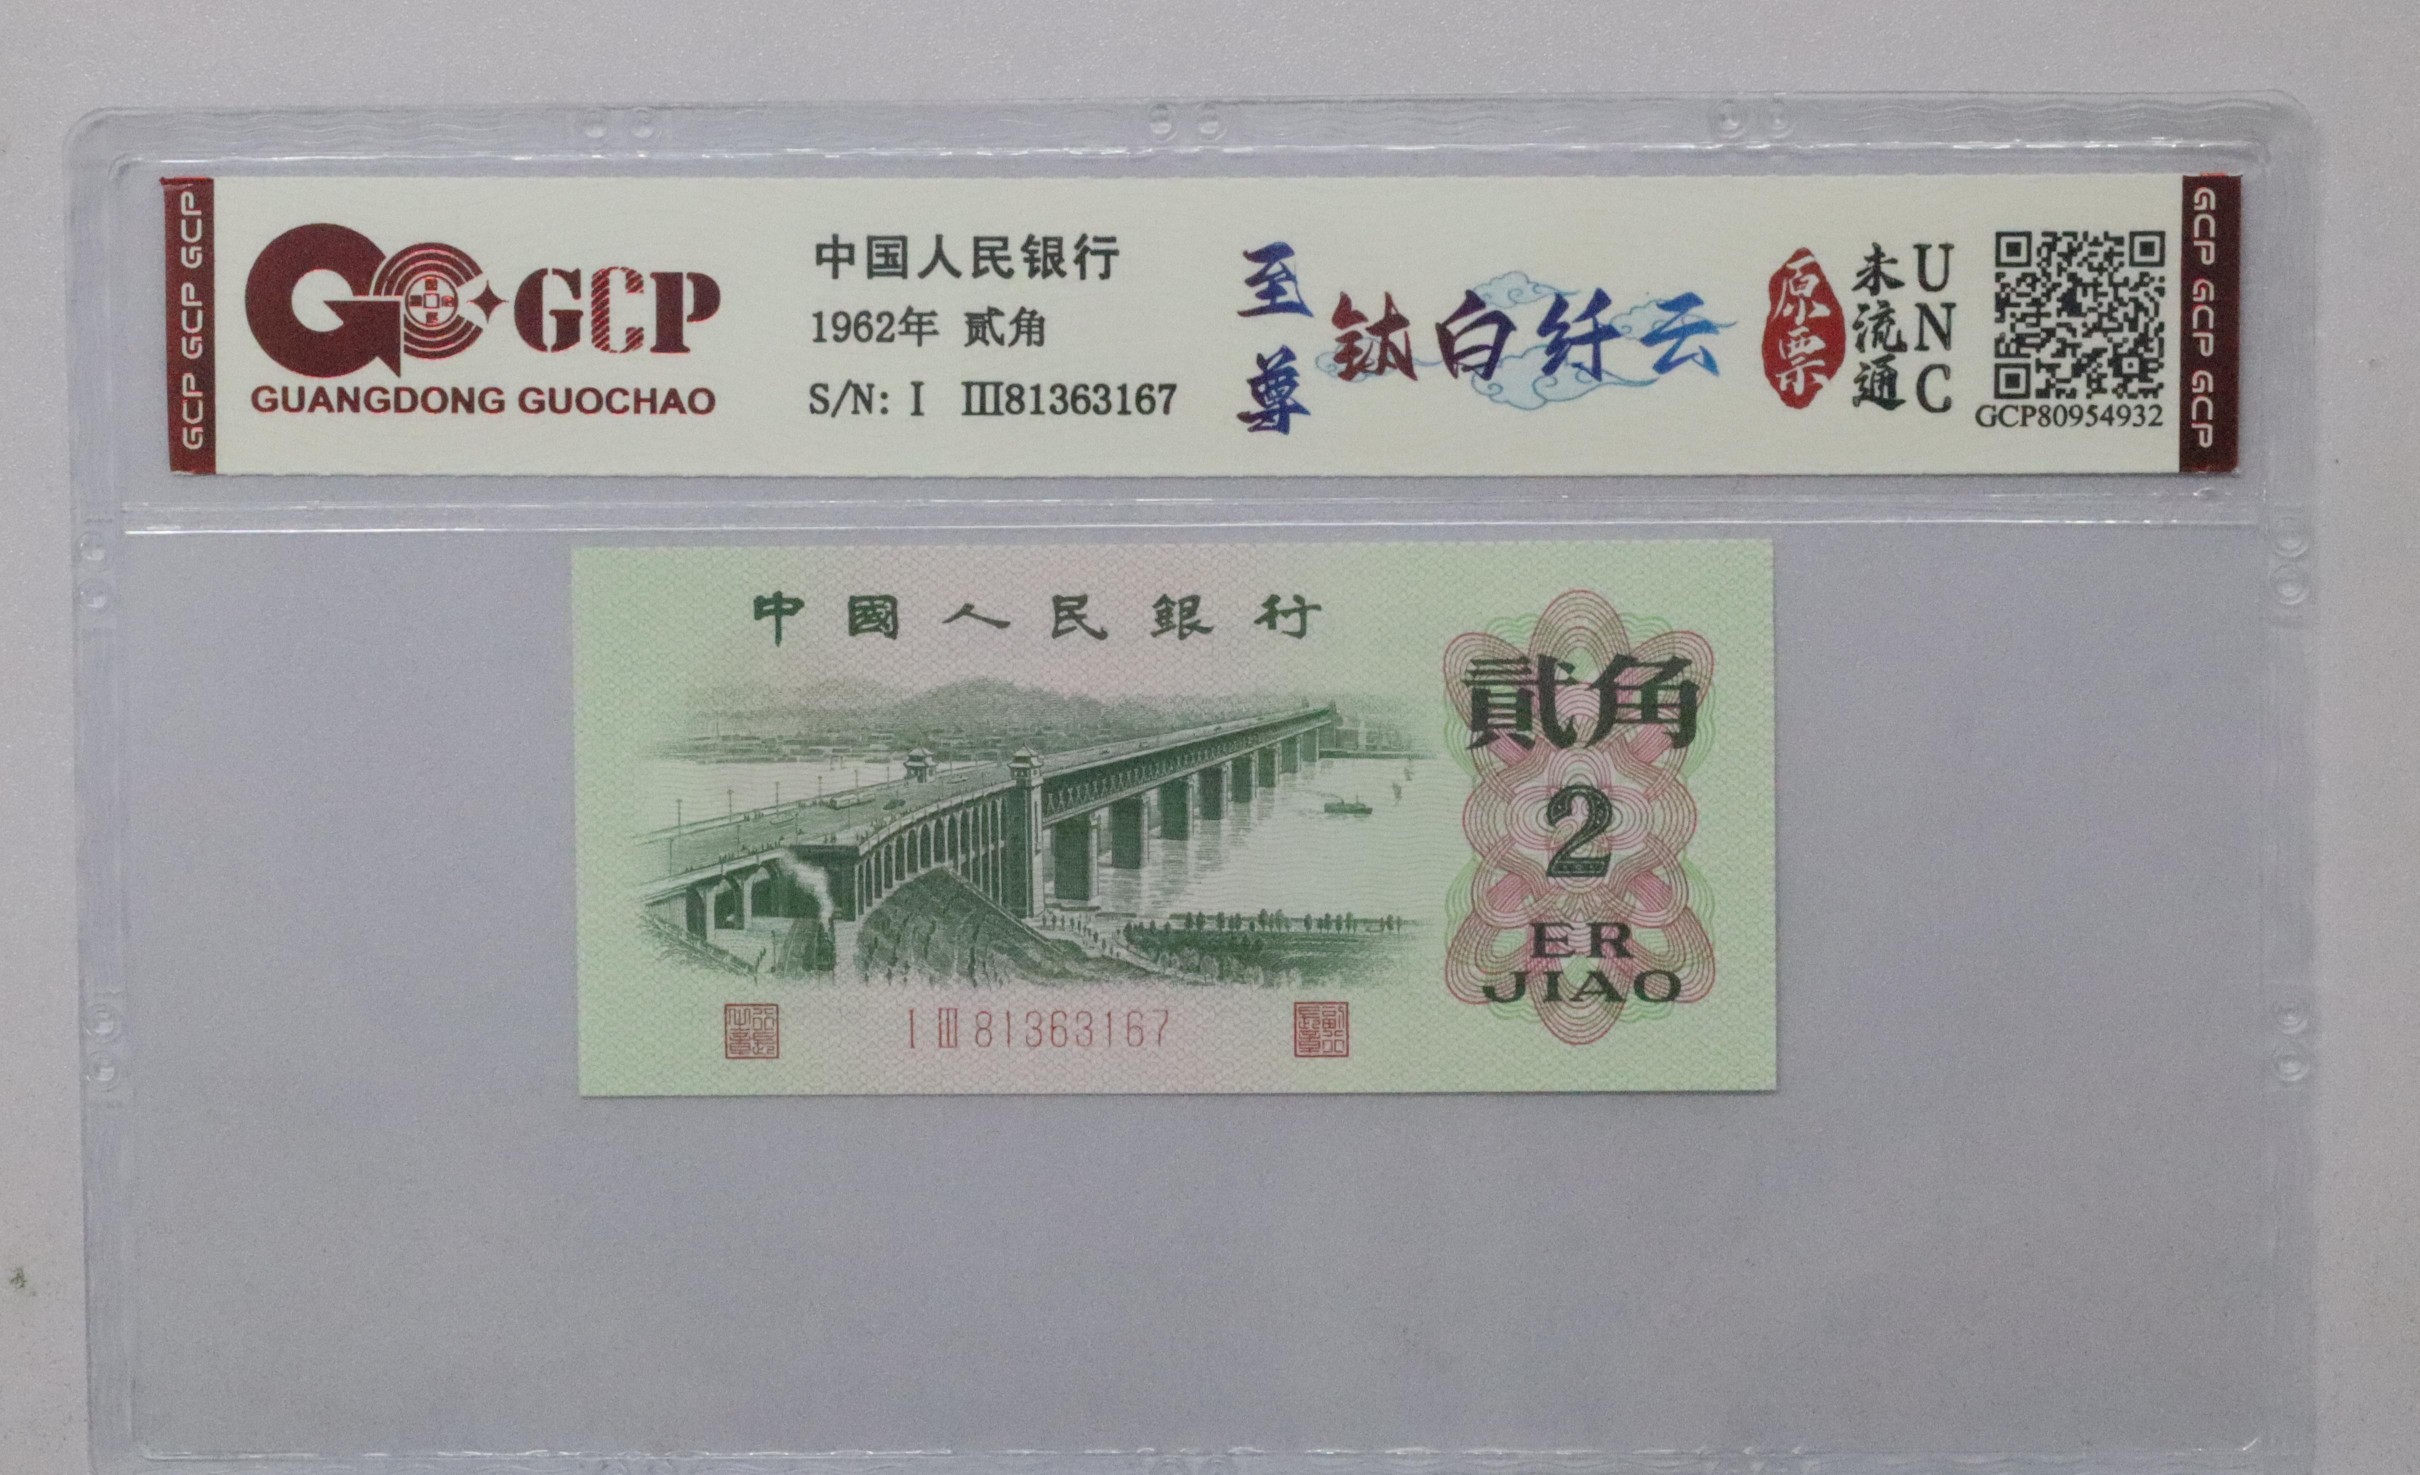 GCP GCP GCP
GCP
GUANGDONG GUOCHAO
中国人民银行
1962年 贰角
S/N: I III81363167
至尊
钛白纤云
原票
未流通
UNC
GCP80954932
GCP GCP GCP
中國人民銀行
貳角
2
ER
JIAO
I III 81363167